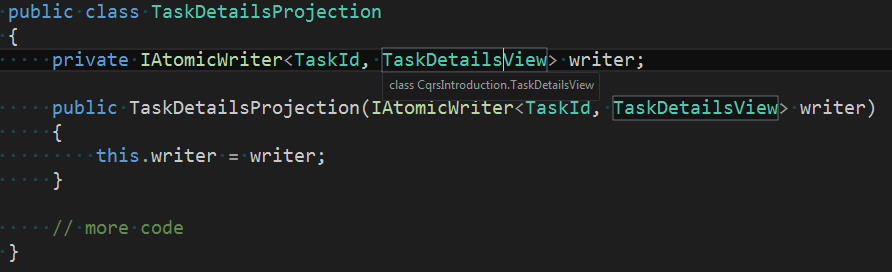 public class TaskDetailsProjection
{
private IAtomicWriter<TaskId, TaskDetailsView> writer;
class CqrsIntroduction.TaskDetailsView
public TaskDetailsProjection(IAtomicWriter<TaskId, TaskDetailsView> writer)
{
this.writer = writer;
}
// more code
}